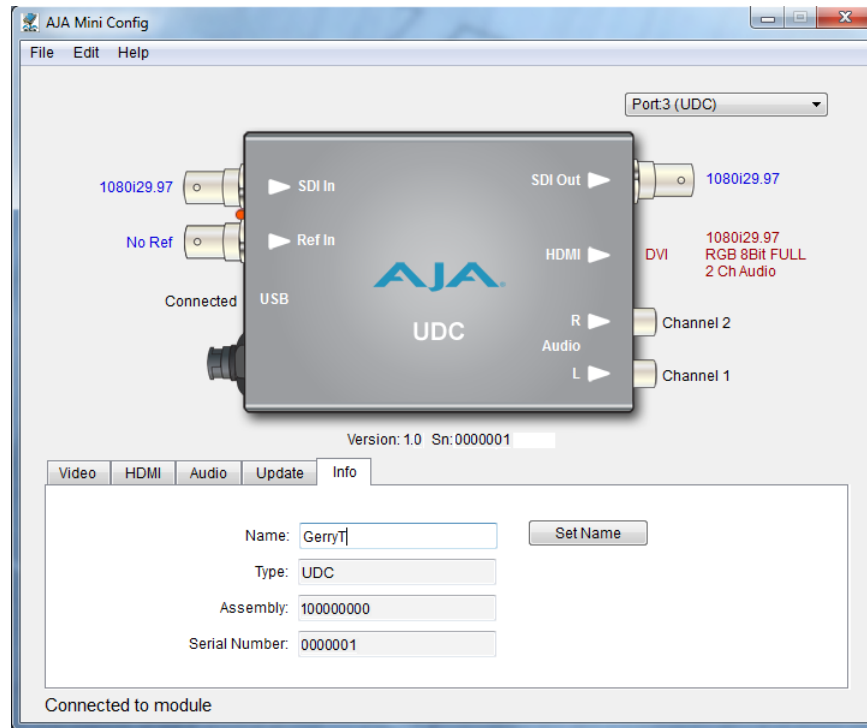 AJA Mini Config
File Edit Help
Port:3 (UDC)
1080i29.97
SDI In
SDI Out
1080i29.97
No Ref
Ref In
HDMI
DVI
1080i29.97
RGB 8Bit FULL
2 Ch Audio
Connected
USB
AJA
UDC
R
Channel 2
Audio
L
Channel 1
Version: 1.0 Sn:0000001
Video HDMI Audio Update Info
Name: GerryT Set Name
Type: UDC
Assembly: 100000000
Serial Number: 0000001
Connected to module